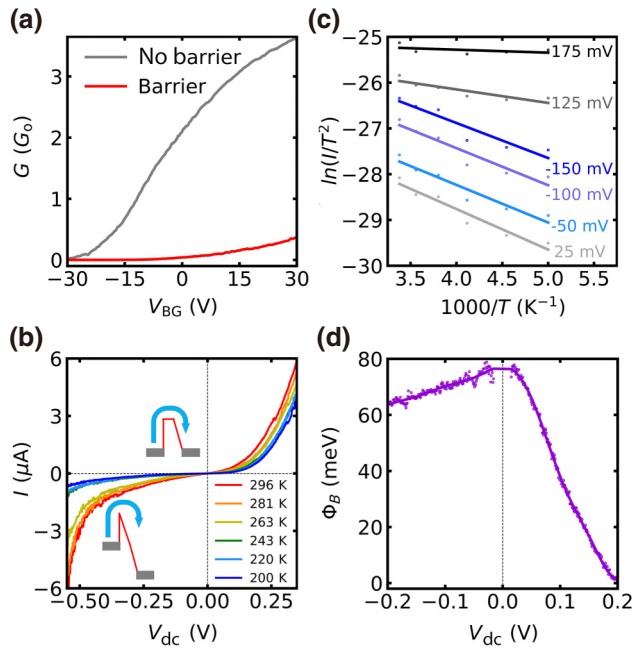 (a)
No barrier
Barrier
3
2
1
0
G (G₀)
−30 −15 0 15 30
V_BG (V)
(c)
−25
−26
−27
−28
−29
−30
ln(I/T²)
175 mV
125 mV
-150 mV
-100 mV
-50 mV
25 mV
3.5 4.0 4.5 5.0 5.5
1000/T (K⁻¹)
(b)
6
3
0
−3
−6
I (μA)
296 K
281 K
263 K
243 K
220 K
200 K
−0.50 −0.25 0.00 0.25
V_dc (V)
(d)
80
60
40
20
0
Φ_B (meV)
−0.2 −0.1 0.0 0.1 0.2
V_dc (V)